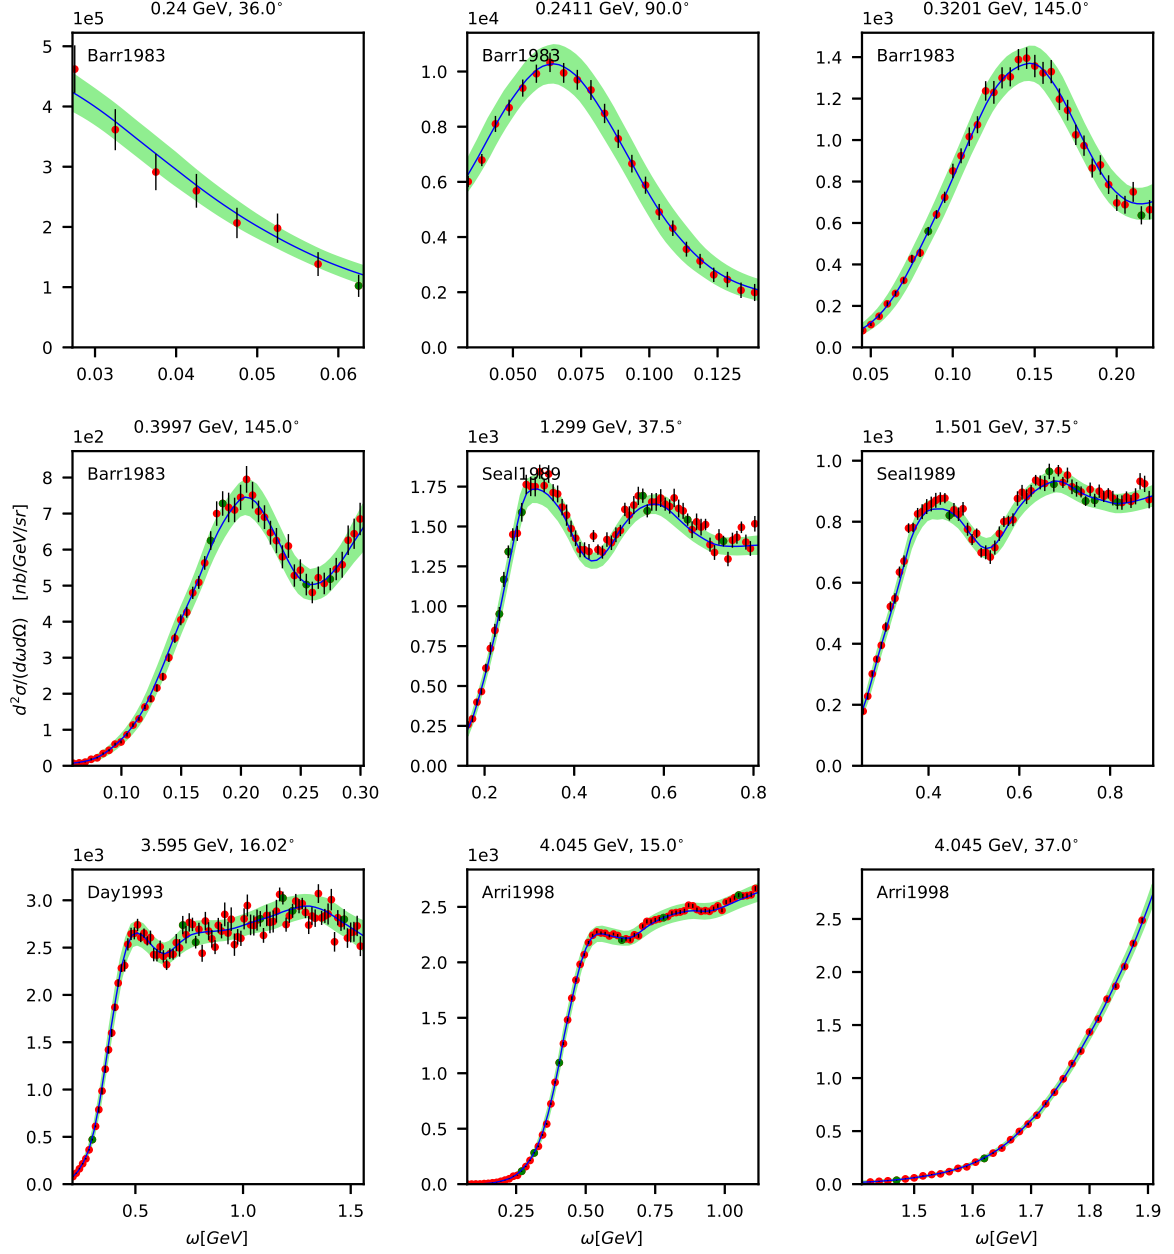 0.24 GeV, 36.0°
0.2411 GeV, 90.0°
0.3201 GeV, 145.0°
1e5
1e4
1e3
Barr1983
Barr1983
Barr1983
5
4
3
2
1
0
1.0
0.8
0.6
0.4
0.2
0.0
1.4
1.2
1.0
0.8
0.6
0.4
0.2
0.0
0.03 0.04 0.05 0.06
0.050 0.075 0.100 0.125
0.05 0.10 0.15 0.20
0.3997 GeV, 145.0°
1.299 GeV, 37.5°
1.501 GeV, 37.5°
1e2
1e3
1e3
Barr1983
Seal1989
Seal1989
8
7
6
5
4
3
2
1
0
1.75
1.50
1.25
1.00
0.75
0.50
0.25
0.00
1.0
0.8
0.6
0.4
0.2
0.0
0.10 0.15 0.20 0.25 0.30
0.2 0.4 0.6 0.8
0.4 0.6 0.8
d²σ/(dωdΩ) [nb/GeV/sr]
3.595 GeV, 16.02°
4.045 GeV, 15.0°
4.045 GeV, 37.0°
1e3
1e3
Day1993
Arri1998
Arri1998
3.0
2.5
2.0
1.5
1.0
0.5
0.0
2.5
2.0
1.5
1.0
0.5
0.0
2.5
2.0
1.5
1.0
0.5
0.0
0.5 1.0 1.5
0.25 0.50 0.75 1.00
1.5 1.6 1.7 1.8 1.9
ω[GeV]
ω[GeV]
ω[GeV]